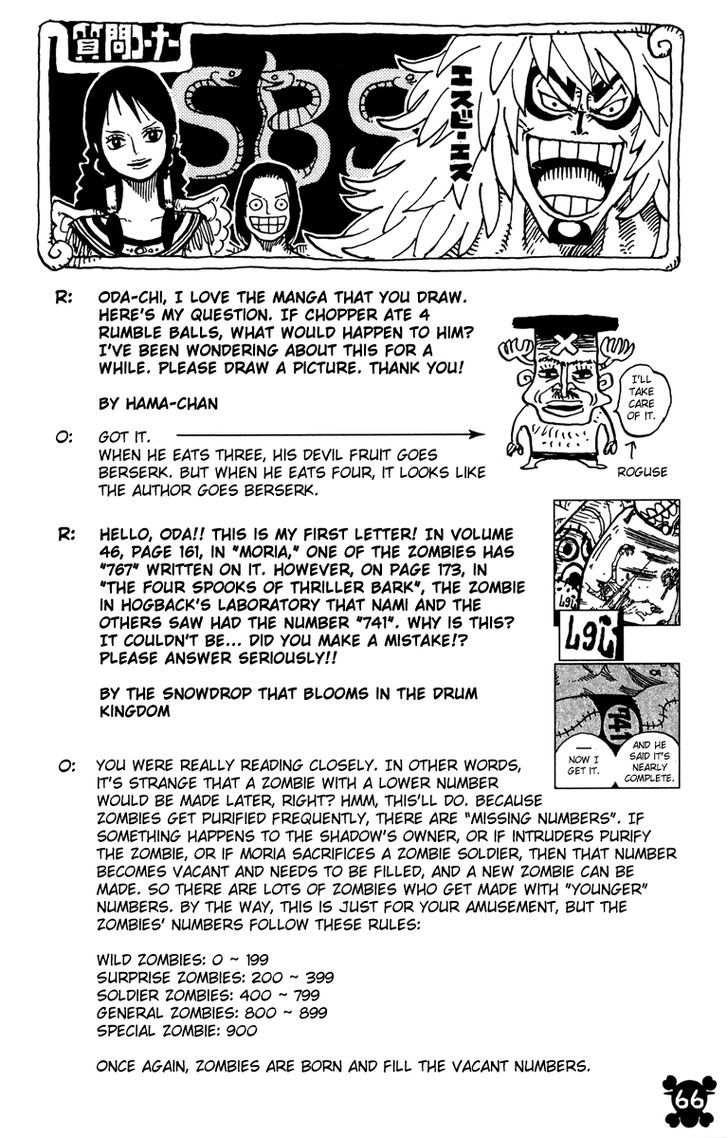 質問コーナー
SBS
R: ODA-CHI, I LOVE THE MANGA THAT YOU DRAW.
HERE'S MY QUESTION. IF CHOPPER ATE 4
RUMBLE BALLS, WHAT WOULD HAPPEN TO HIM?
I'VE BEEN WONDERING ABOUT THIS FOR A
WHILE. PLEASE DRAW A PICTURE. THANK YOU!
BY HAMA-CHAN
I'LL
TAKE
CARE
OF IT.
ROGUSE
O: GOT IT.
WHEN HE EATS THREE, HIS DEVIL FRUIT GOES
BERSERK. BUT WHEN HE EATS FOUR, IT LOOKS LIKE
THE AUTHOR GOES BERSERK.
R: HELLO, ODA!! THIS IS MY FIRST LETTER! IN VOLUME
46, PAGE 161, IN "MORIA," ONE OF THE ZOMBIES HAS
"767" WRITTEN ON IT. HOWEVER, ON PAGE 173, IN
"THE FOUR SPOOKS OF THRILLER BARK", THE ZOMBIE
IN HOGBACK'S LABORATORY THAT NAMI AND THE
OTHERS SAW HAD THE NUMBER "741". WHY IS THIS?
IT COULDN'T BE... DID YOU MAKE A MISTAKE!?
PLEASE ANSWER SERIOUSLY!!
BY THE SNOWDROP THAT BLOOMS IN THE DRUM
KINGDOM
741
NOW I
GET IT.
AND HE
SAID IT'S
NEARLY
COMPLETE.
O: YOU WERE REALLY READING CLOSELY. IN OTHER WORDS,
IT'S STRANGE THAT A ZOMBIE WITH A LOWER NUMBER
WOULD BE MADE LATER, RIGHT? HMM, THIS'LL DO. BECAUSE
ZOMBIES GET PURIFIED FREQUENTLY, THERE ARE "MISSING NUMBERS". IF
SOMETHING HAPPENS TO THE SHADOW'S OWNER, OR IF INTRUDERS PURIFY
THE ZOMBIE, OR IF MORIA SACRIFICES A ZOMBIE SOLDIER, THEN THAT NUMBER
BECOMES VACANT AND NEEDS TO BE FILLED, AND A NEW ZOMBIE CAN BE
MADE. SO THERE ARE LOTS OF ZOMBIES WHO GET MADE WITH "YOUNGER"
NUMBERS. BY THE WAY, THIS IS JUST FOR YOUR AMUSEMENT, BUT THE
ZOMBIES' NUMBERS FOLLOW THESE RULES:
WILD ZOMBIES: 0 ~ 199
SURPRISE ZOMBIES: 200 ~ 399
SOLDIER ZOMBIES: 400 ~ 799
GENERAL ZOMBIES: 800 ~ 899
SPECIAL ZOMBIE: 900
ONCE AGAIN, ZOMBIES ARE BORN AND FILL THE VACANT NUMBERS.
66